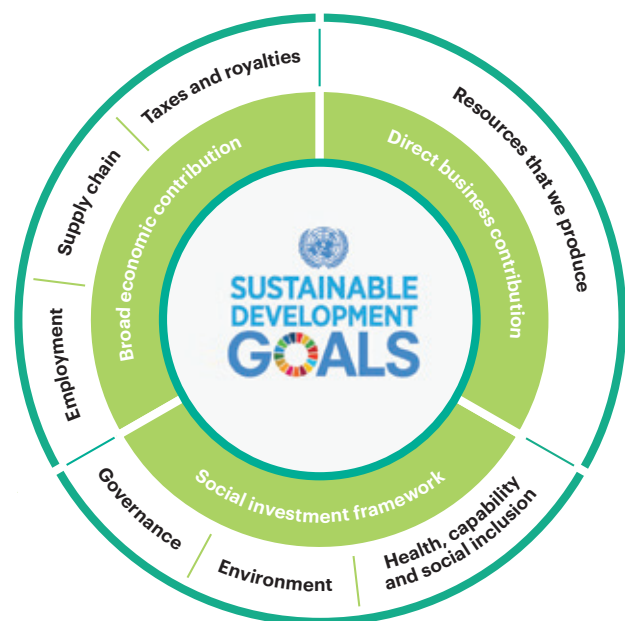 Taxes and royalties
Resources that we produce
Supply chain
Employment
Broad economic contribution
Direct business contribution
SUSTAINABLE
DEVELOPMENT
GOALS
Social investment framework
Governance
Environment
Health, capability
and social inclusion